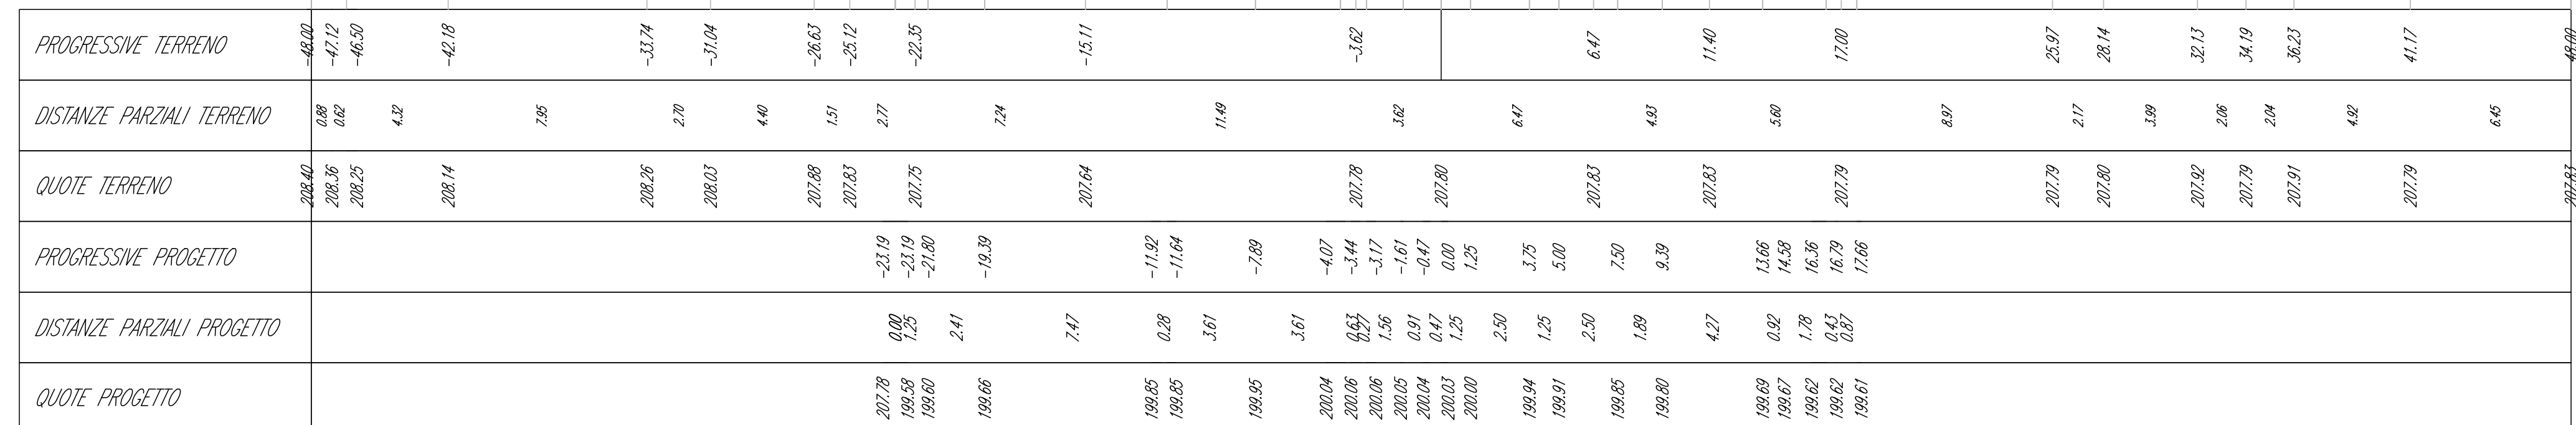 PROGRESSIVE TERRENO -48.00 -47.12 -46.50 -42.18 -33.74 -31.04 -26.63 -25.12 -22.35 -15.11 -3.62 6.47 11.40 17.00 25.97 28.14 32.13 34.19 36.23 41.17 48.00
DISTANZE PARZIALI TERRENO 0.88 0.62 4.32 7.95 2.70 4.40 1.51 2.77 7.24 11.49 3.62 6.47 4.93 5.60 8.97 2.17 3.99 2.06 2.04 4.92 6.45
QUOTE TERRENO 208.40 208.36 208.25 208.14 208.26 208.03 207.88 207.83 207.75 207.64 207.78 207.80 207.83 207.83 207.79 207.79 207.80 207.92 207.79 207.91 207.79 207.83
PROGRESSIVE PROGETTO -23.19 -23.19 -21.80 -19.39 -11.92 -11.64 -7.89 -4.07 -3.44 -3.17 -1.61 -0.47 0.00 1.25 3.75 5.00 7.50 9.39 13.66 14.58 16.36 16.79 17.66
DISTANZE PARZIALI PROGETTO 0.00 1.25 2.41 7.47 0.28 3.61 3.61 0.63 0.27 1.56 0.91 0.47 1.25 2.50 1.25 2.50 1.89 4.27 0.92 1.78 0.43 0.87
QUOTE PROGETTO 207.78 199.58 199.60 199.66 199.85 199.85 199.95 200.04 200.06 200.06 200.05 200.04 200.03 200.00 199.94 199.91 199.85 199.80 199.69 199.67 199.62 199.62 199.61